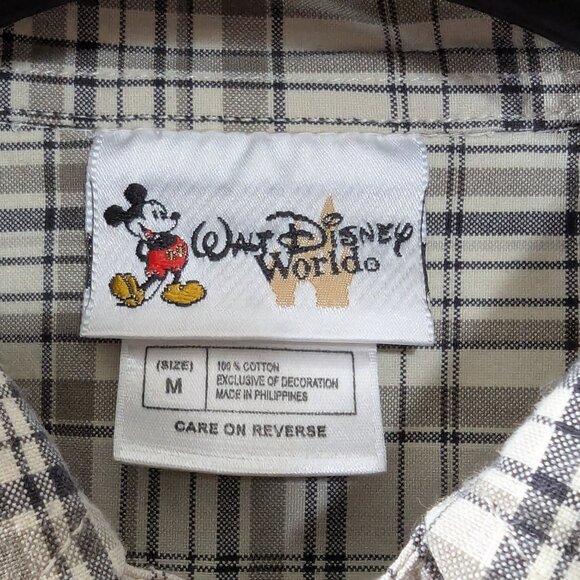 WALT DISNEY
World®
(SIZE)
M
100 % COTTON
EXCLUSIVE OF DECORATION
MADE IN PHILIPPINES
CARE ON REVERSE